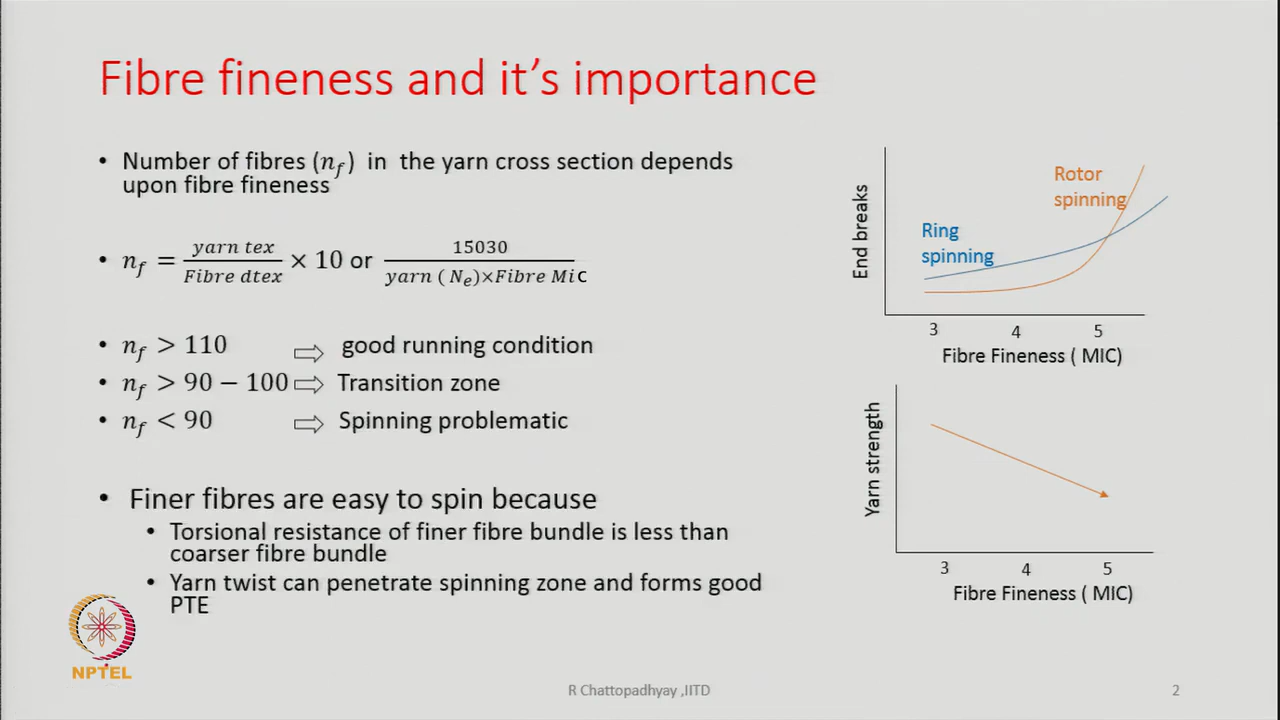 Fibre fineness and it's importance
• Number of fibres (n_f) in the yarn cross section depends
upon fibre fineness
• n_f = yarn tex / Fibre dtex × 10 or 15030 / yarn (N_e)×Fibre Mic
• n_f > 110 ⇨ good running condition
• n_f > 90 − 100 ⇨ Transition zone
• n_f < 90 ⇨ Spinning problematic
• Finer fibres are easy to spin because
• Torsional resistance of finer fibre bundle is less than
coarser fibre bundle
• Yarn twist can penetrate spinning zone and forms good
PTE
End breaks
Rotor
spinning
Ring
spinning
3 4 5
Fibre Fineness ( MIC)
Yarn strength
3 4 5
Fibre Fineness ( MIC)
NPTEL
R Chattopadhyay ,IITD
2